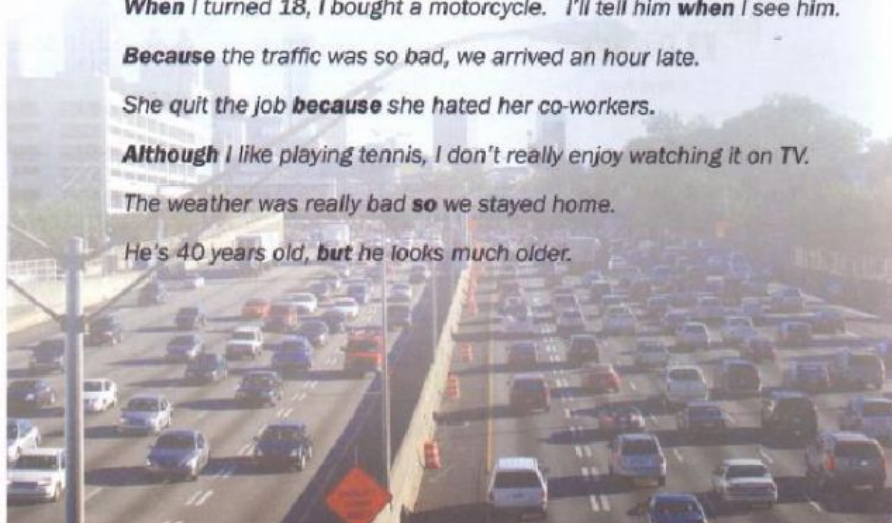 When I turned 18, I bought a motorcycle. I'll tell him when I see him.
Because the traffic was so bad, we arrived an hour late.
She quit the job because she hated her co-workers.
Although I like playing tennis, I don't really enjoy watching it on TV.
The weather was really bad so we stayed home.
He's 40 years old, but he looks much older.